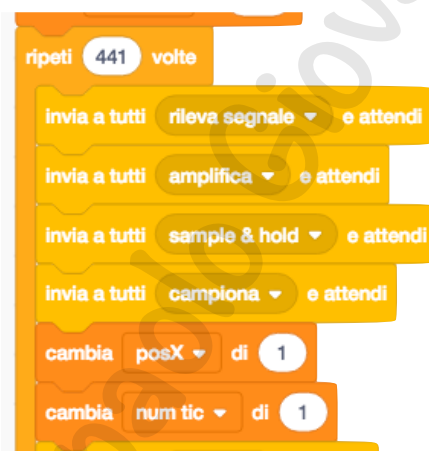 ripeti 441 volte
invia a tutti rileva segnale e attendi
invia a tutti amplifica e attendi
invia a tutti sample & hold e attendi
invia a tutti campiona e attendi
cambia posX di 1
cambia num tic di 1